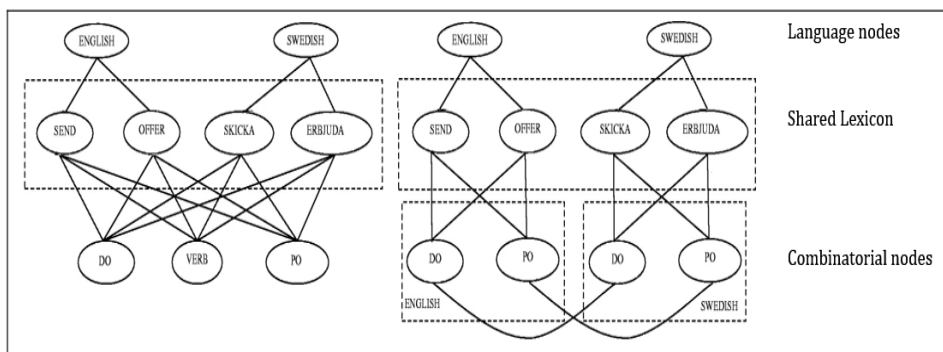 ENGLISH SWEDISH ENGLISH SWEDISH Language nodes
SEND OFFER SKICKA ERBJUDA SEND OFFER SKICKA ERBJUDA Shared Lexicon
DO VERB PO DO PO DO PO Combinatorial nodes
ENGLISH SWEDISH